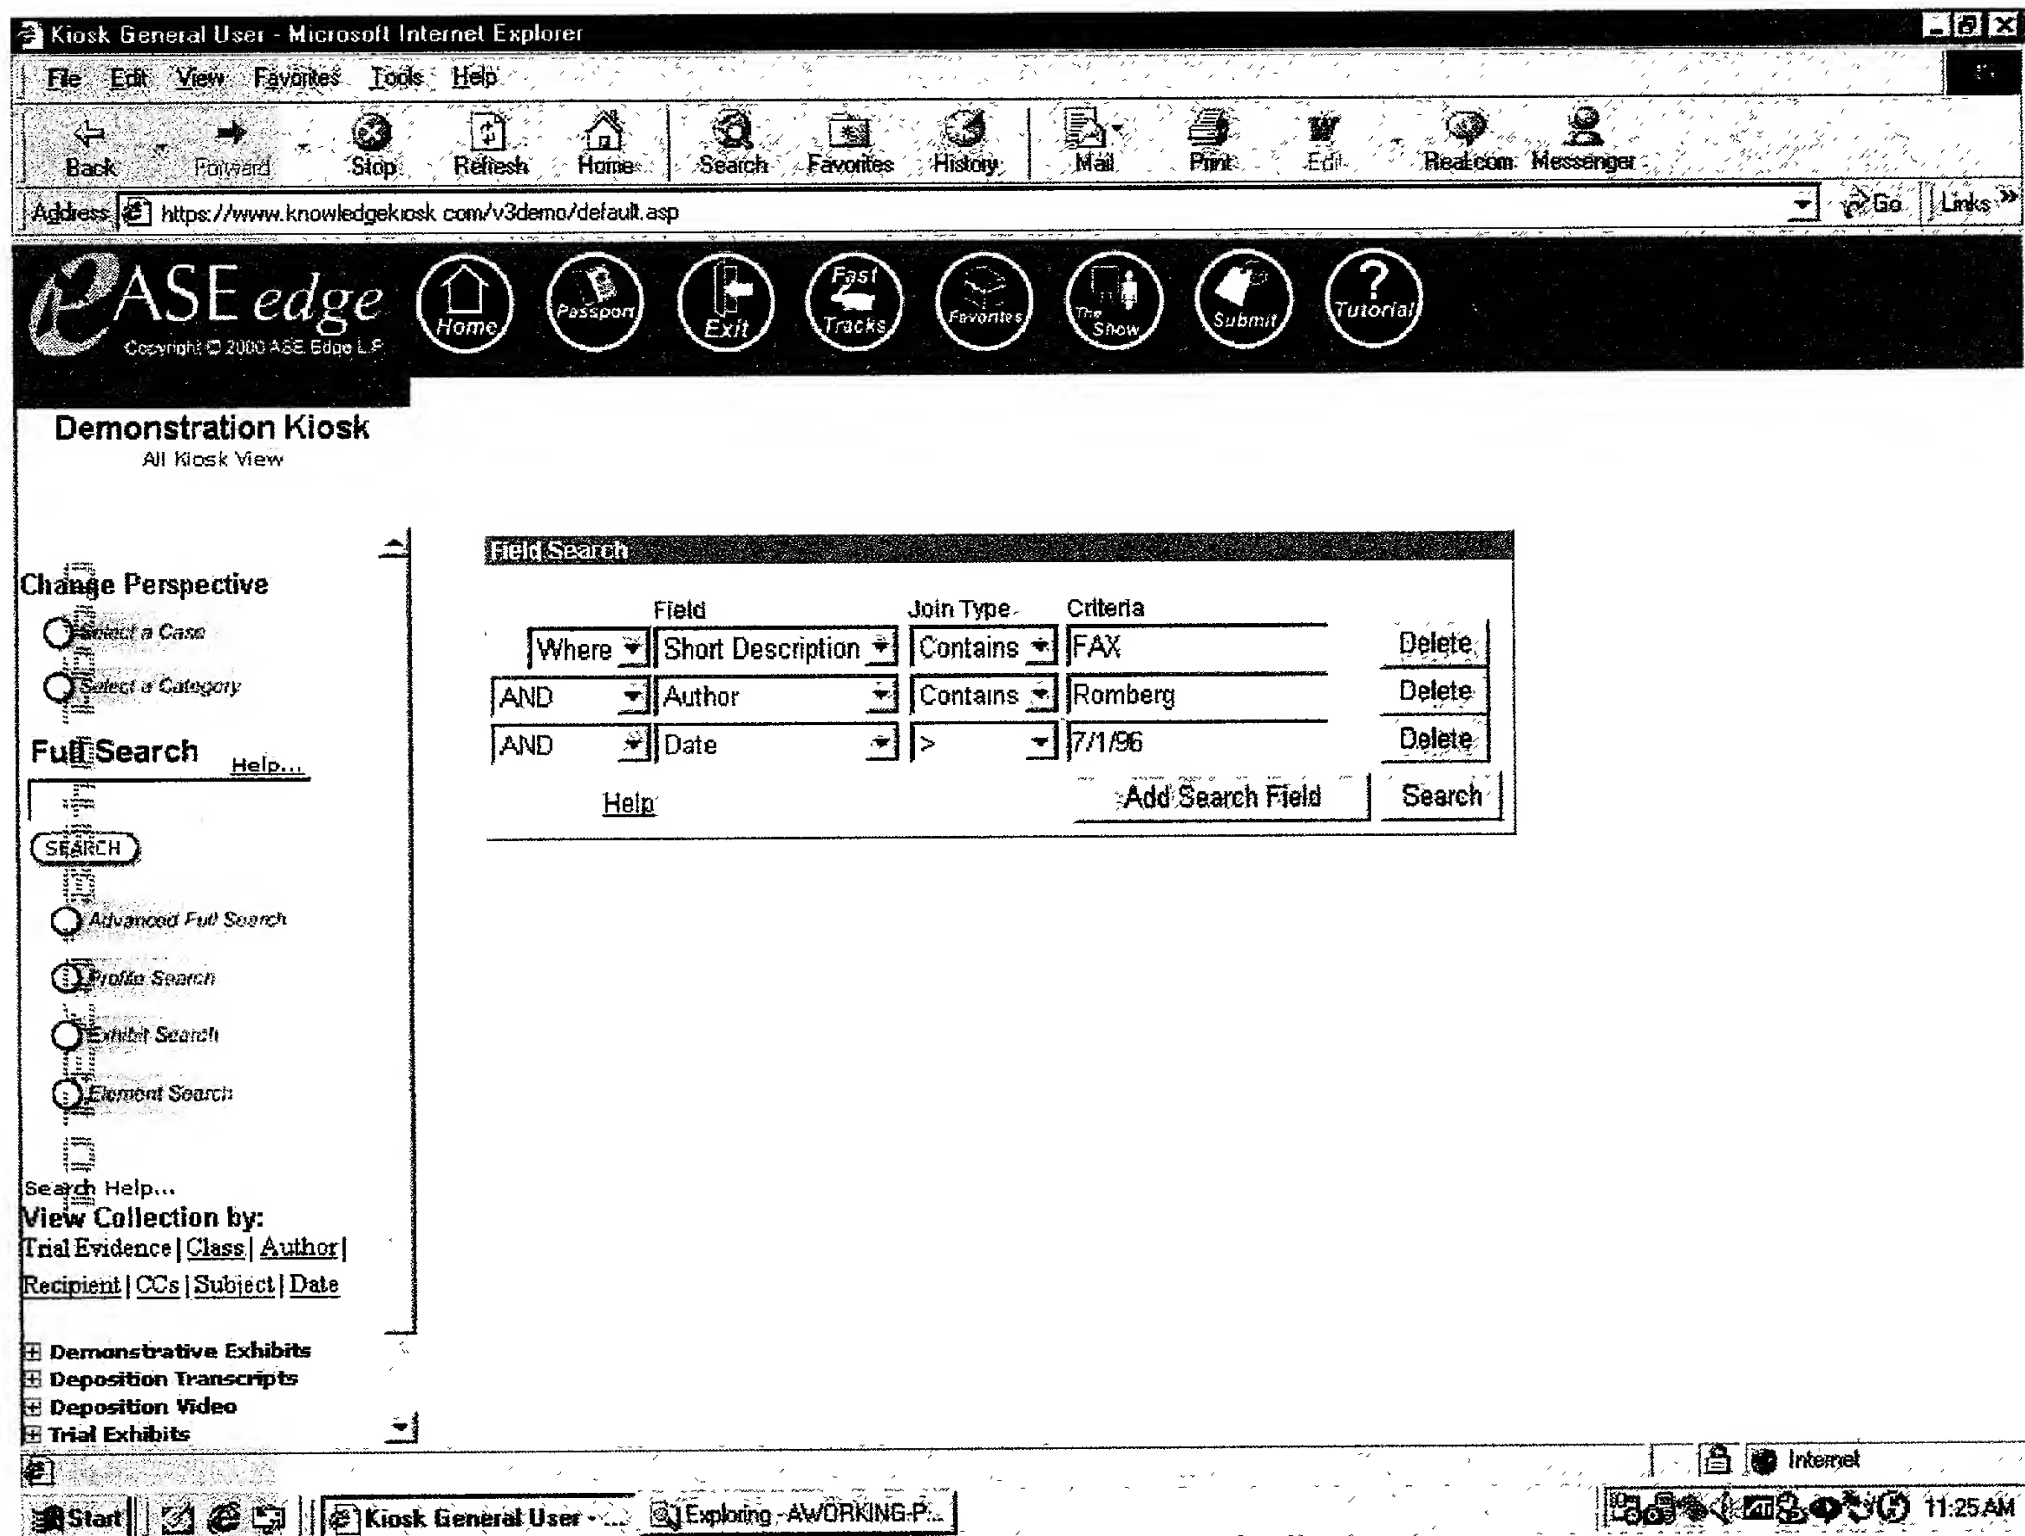 Kiosk General User - Microsoft Internet Explorer
File Edit View Favorites Tools Help
Back Forward Stop Refresh Home Search Favorites History Mail Print Edit Real.com Messenger
Address https://www.knowledgekiosk.com/v3demo/default.asp Go Links »
ASE edge Home Passport Exit Fast Tracks Favorites The Show Submit ? Tutorial
Copyright © 2000 ASE Edge L.P.
Demonstration Kiosk
All Kiosk View
Field Search
Change Perspective
Field Join Type Criteria
Select a Case
Where Short Description Contains FAX Delete
Select a Category
AND Author Contains Romberg Delete
AND Date > 7/1/96 Delete
Full Search Help...
Help Add Search Field Search
SEARCH
Advanced Full Search
Profile Search
Exhibit Search
Element Search
Search Help...
View Collection by:
Trial Evidence | Class | Author |
Recipient | CCs | Subject | Date
Demonstrative Exhibits
Deposition Transcripts
Deposition Video
Trial Exhibits
Internet
Start Kiosk General User - ... Exploring - AWORKING-P... 11:25 AM